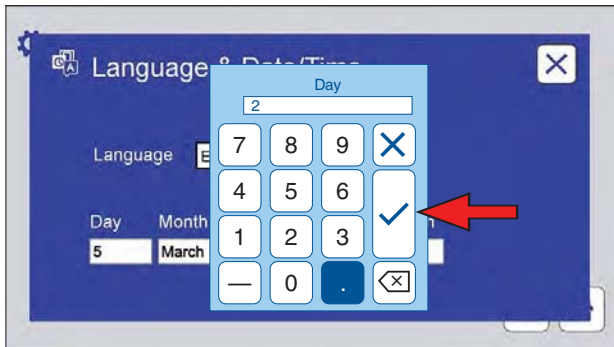 Language & Date/Time
Day
2
7 8 9
Language E
4 5 6
Day Month
1 2 3
5 March
— 0 .